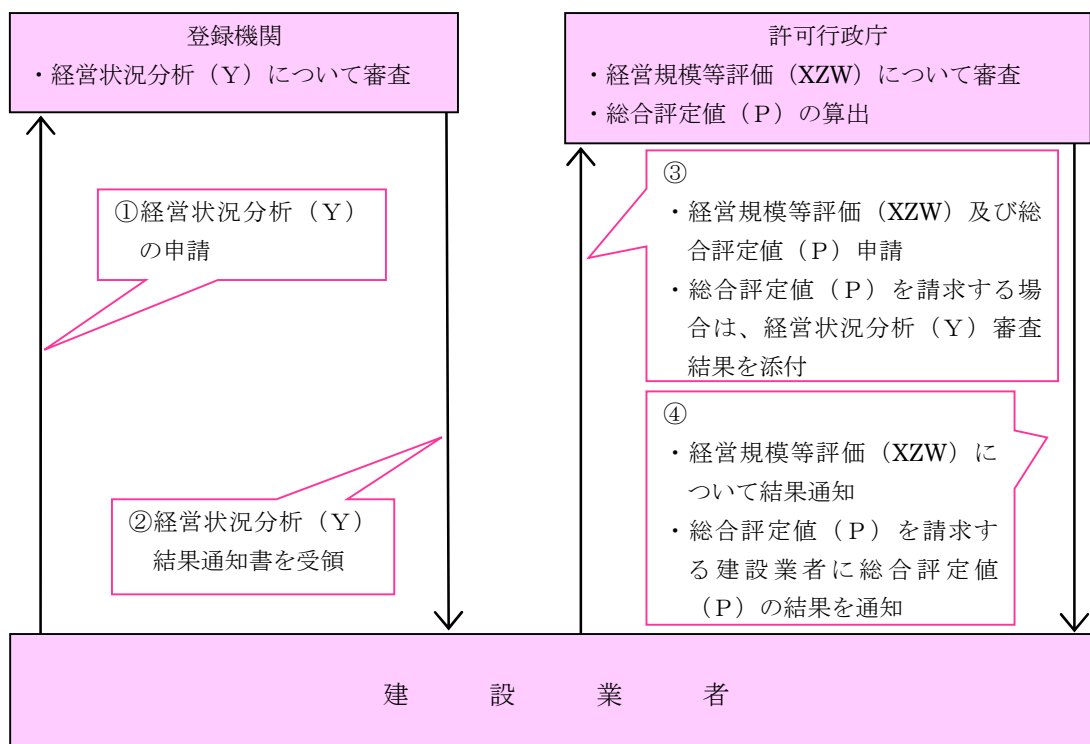 登録機関
・経営状況分析（Ｙ）について審査
許可行政庁
・経営規模等評価（XZW）について審査
・総合評定値（Ｐ）の算出
①経営状況分析（Ｙ）
の申請
②経営状況分析（Ｙ）
結果通知書を受領
③
・経営規模等評価（XZW）及び総
合評定値（Ｐ）申請
・総合評定値（Ｐ）を請求する場
合は、経営状況分析（Ｙ）審査
結果を添付
④
・経営規模等評価（XZW）に
ついて結果通知
・総合評定値（Ｐ）を請求す
る建設業者に総合評定値
（Ｐ）の結果を通知
建設業者